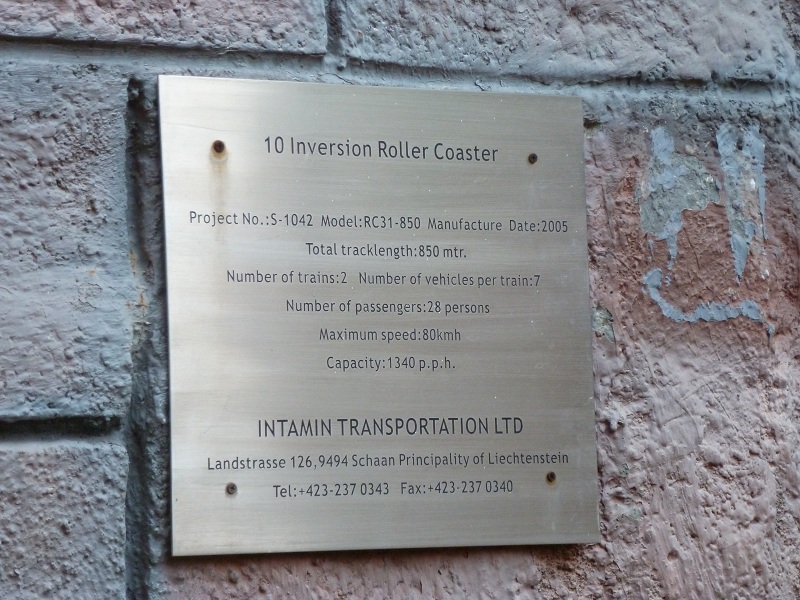 10 Inversion Roller Coaster
Project No.:S-1042 Model:RC31-850 Manufacture Date:2005
Total tracklength:850 mtr.
Number of trains:2 Number of vehicles per train:7
Number of passengers:28 persons
Maximum speed:80kmh
Capacity:1340 p.p.h.
INTAMIN TRANSPORTATION LTD
Landstrasse 126,9494 Schaan Principality of Liechtenstein
Tel:+423-237 0343 Fax:+423-237 0340